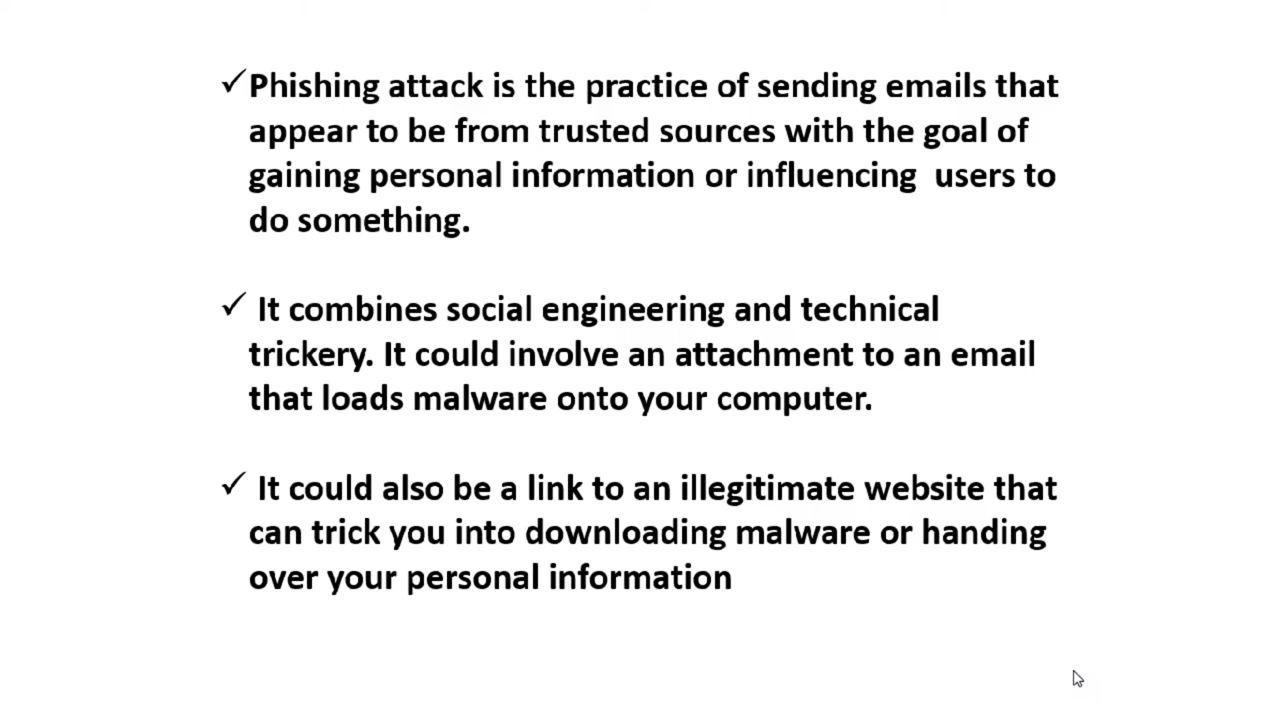 ✓Phishing attack is the practice of sending emails that
appear to be from trusted sources with the goal of
gaining personal information or influencing  users to
do something.
✓ It combines social engineering and technical
trickery. It could involve an attachment to an email
that loads malware onto your computer.
✓ It could also be a link to an illegitimate website that
can trick you into downloading malware or handing
over your personal information